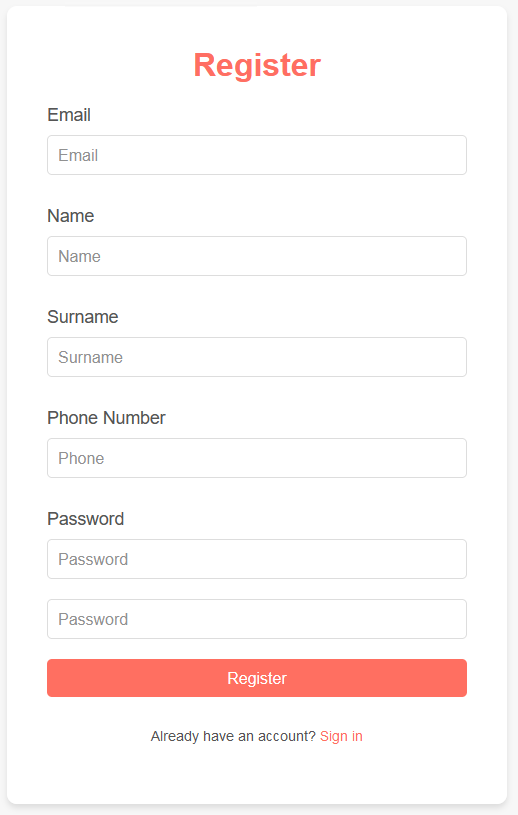 Register
Email
Email
Name
Name
Surname
Surname
Phone Number
Phone
Password
Password
Password
Register
Already have an account? Sign in